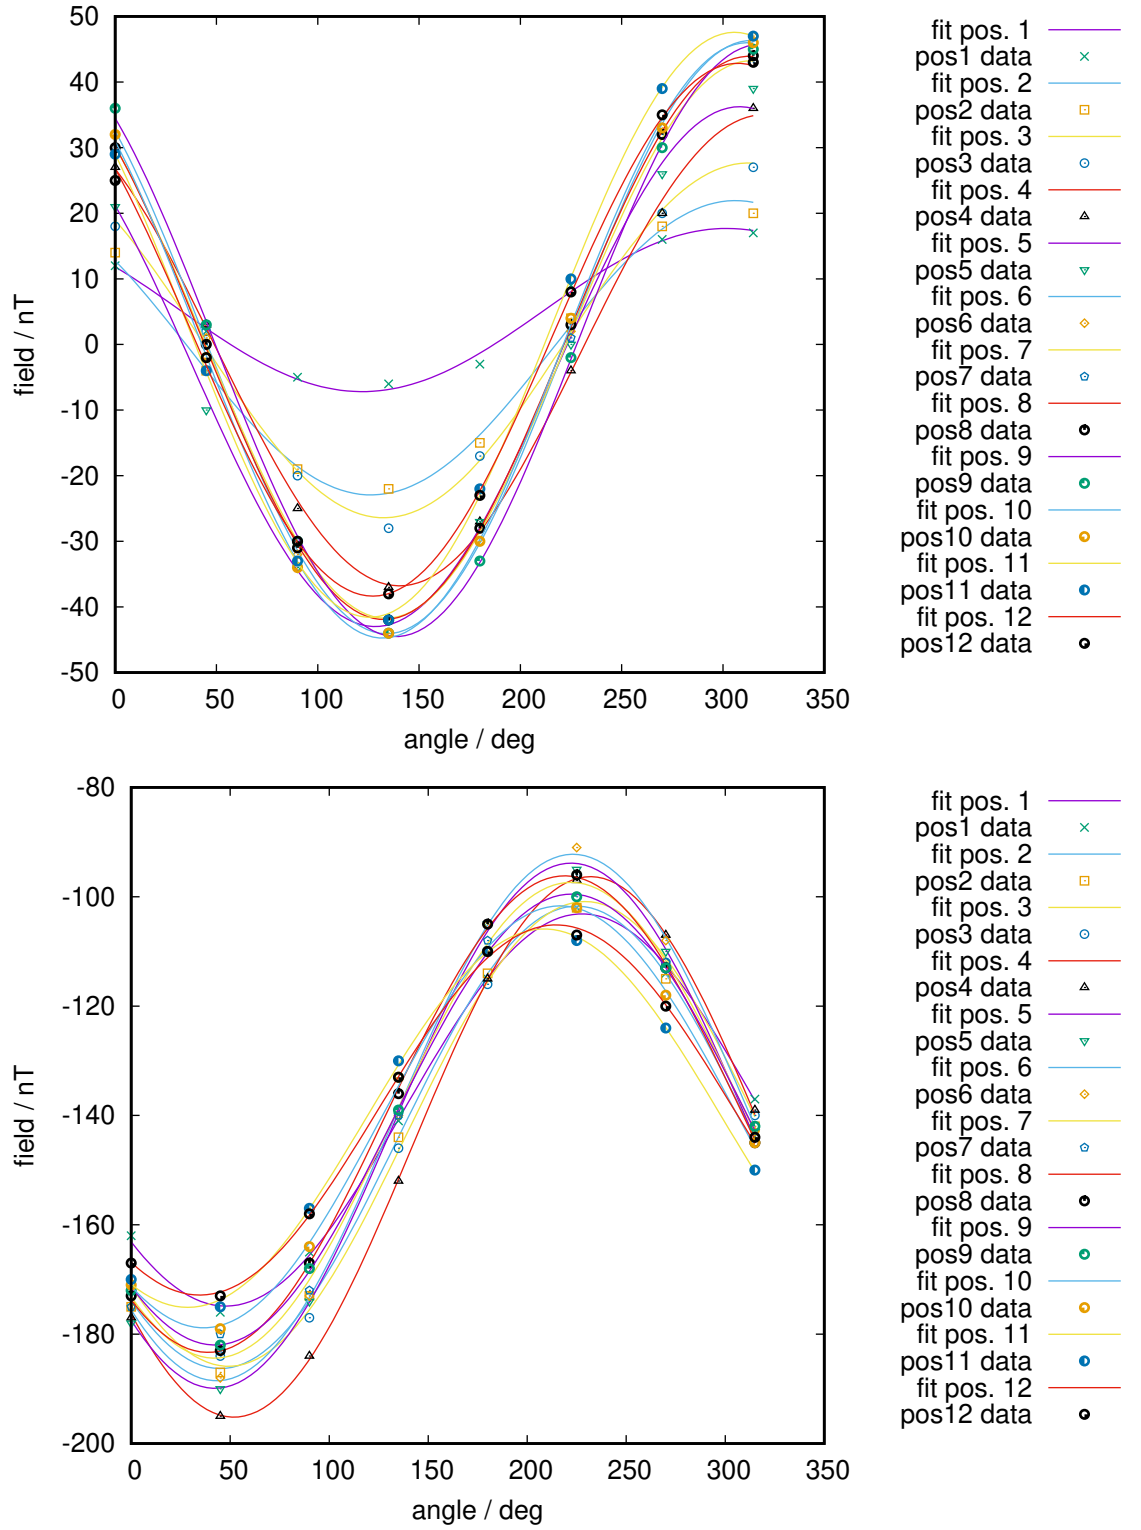 50
40
30
20
10
0
-10
-20
-30
-40
-50
field / nT
0 50 100 150 200 250 300 350
angle / deg
fit pos. 1
pos1 data
fit pos. 2
pos2 data
fit pos. 3
pos3 data
fit pos. 4
pos4 data
fit pos. 5
pos5 data
fit pos. 6
pos6 data
fit pos. 7
pos7 data
fit pos. 8
pos8 data
fit pos. 9
pos9 data
fit pos. 10
pos10 data
fit pos. 11
pos11 data
fit pos. 12
pos12 data
-80
-100
-120
-140
-160
-180
-200
field / nT
0 50 100 150 200 250 300 350
angle / deg
fit pos. 1
pos1 data
fit pos. 2
pos2 data
fit pos. 3
pos3 data
fit pos. 4
pos4 data
fit pos. 5
pos5 data
fit pos. 6
pos6 data
fit pos. 7
pos7 data
fit pos. 8
pos8 data
fit pos. 9
pos9 data
fit pos. 10
pos10 data
fit pos. 11
pos11 data
fit pos. 12
pos12 data